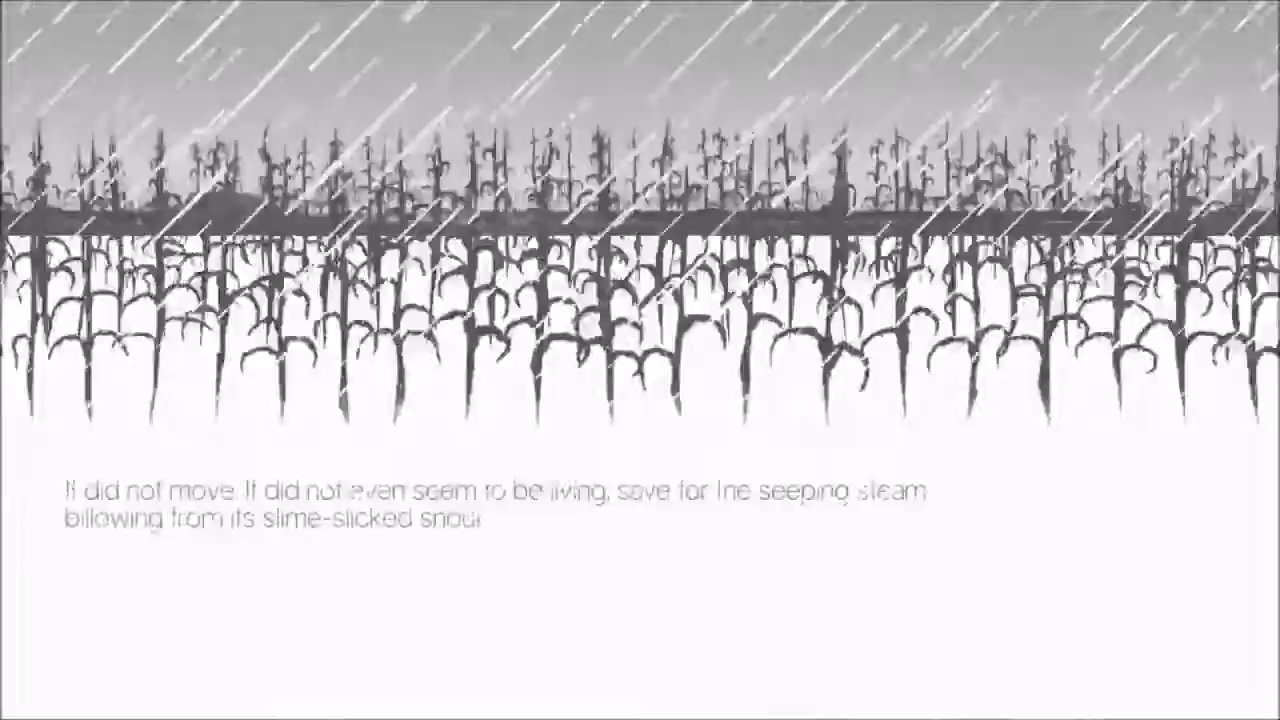 It did not move. It did not even seem to be living, save for the seeping steam
billowing from its slime-slicked snout